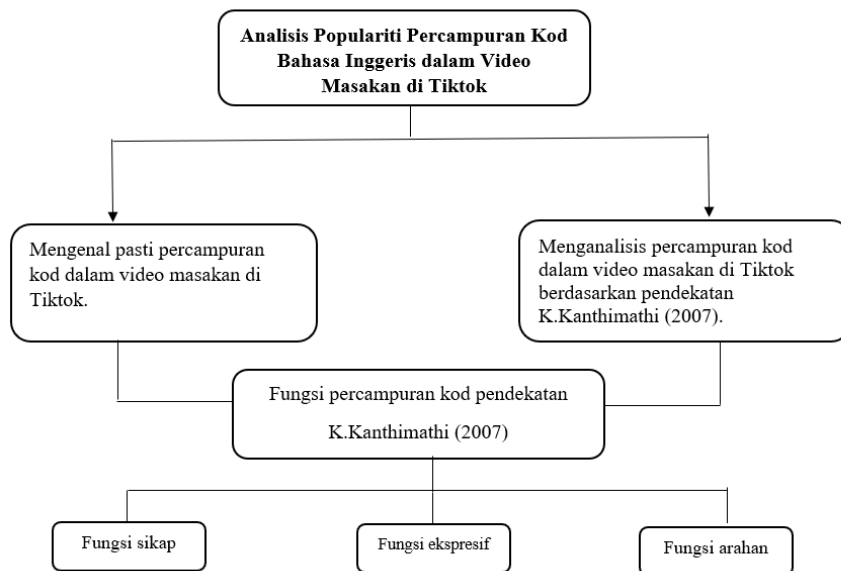 Analisis Populariti Percampuran Kod
Bahasa Inggeris dalam Video
Masakan di Tiktok
Mengenal pasti percampuran
kod dalam video masakan di
Tiktok.
Menganalisis percampuran kod
dalam video masakan di Tiktok
berdasarkan pendekatan
K.Kanthimathi (2007).
Fungsi percampuran kod pendekatan
K.Kanthimathi (2007)
Fungsi sikap
Fungsi ekspresif
Fungsi arahan